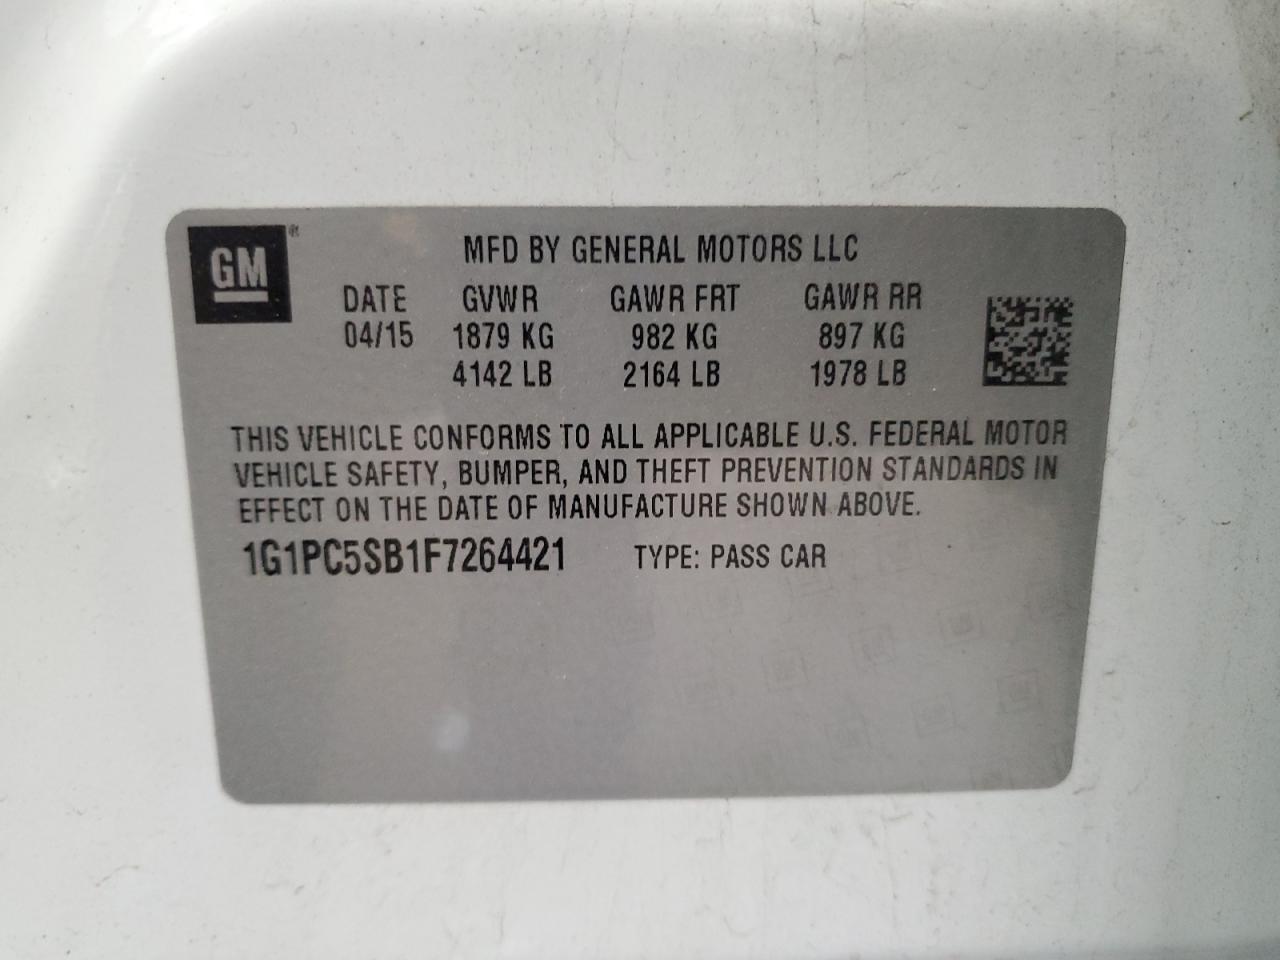 GM®
MFD BY GENERAL MOTORS LLC
DATE GVWR GAWR FRT GAWR RR
04/15 1879 KG 982 KG 897 KG
4142 LB 2164 LB 1978 LB
THIS VEHICLE CONFORMS TO ALL APPLICABLE U.S. FEDERAL MOTOR
VEHICLE SAFETY, BUMPER, AND THEFT PREVENTION STANDARDS IN
EFFECT ON THE DATE OF MANUFACTURE SHOWN ABOVE.
1G1PC5SB1F7264421 TYPE: PASS CAR